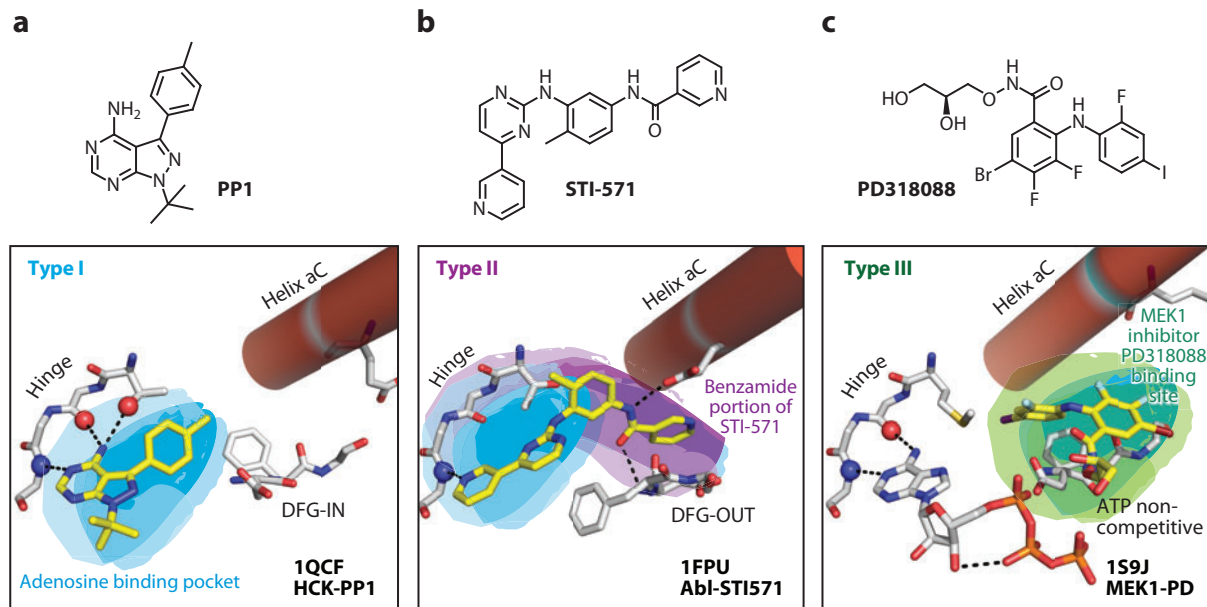 a
b
c
NH2
N
N
N
N
PP1
N
N
H
N
H
N
O
N
N
STI-571
HO
OH
O
H
N
O
H
N
F
I
Br
F
F
PD318088
Type I
Helix aC
Hinge
DFG-IN
Adenosine binding pocket
1QCF
HCK-PP1
Type II
Helix aC
Hinge
Benzamide
portion of
STI-571
DFG-OUT
1FPU
Abl-STI571
Type III
Helix aC
MEK1
inhibitor
PD318088
binding
site
Hinge
ATP non-
competitive
1S9J
MEK1-PD